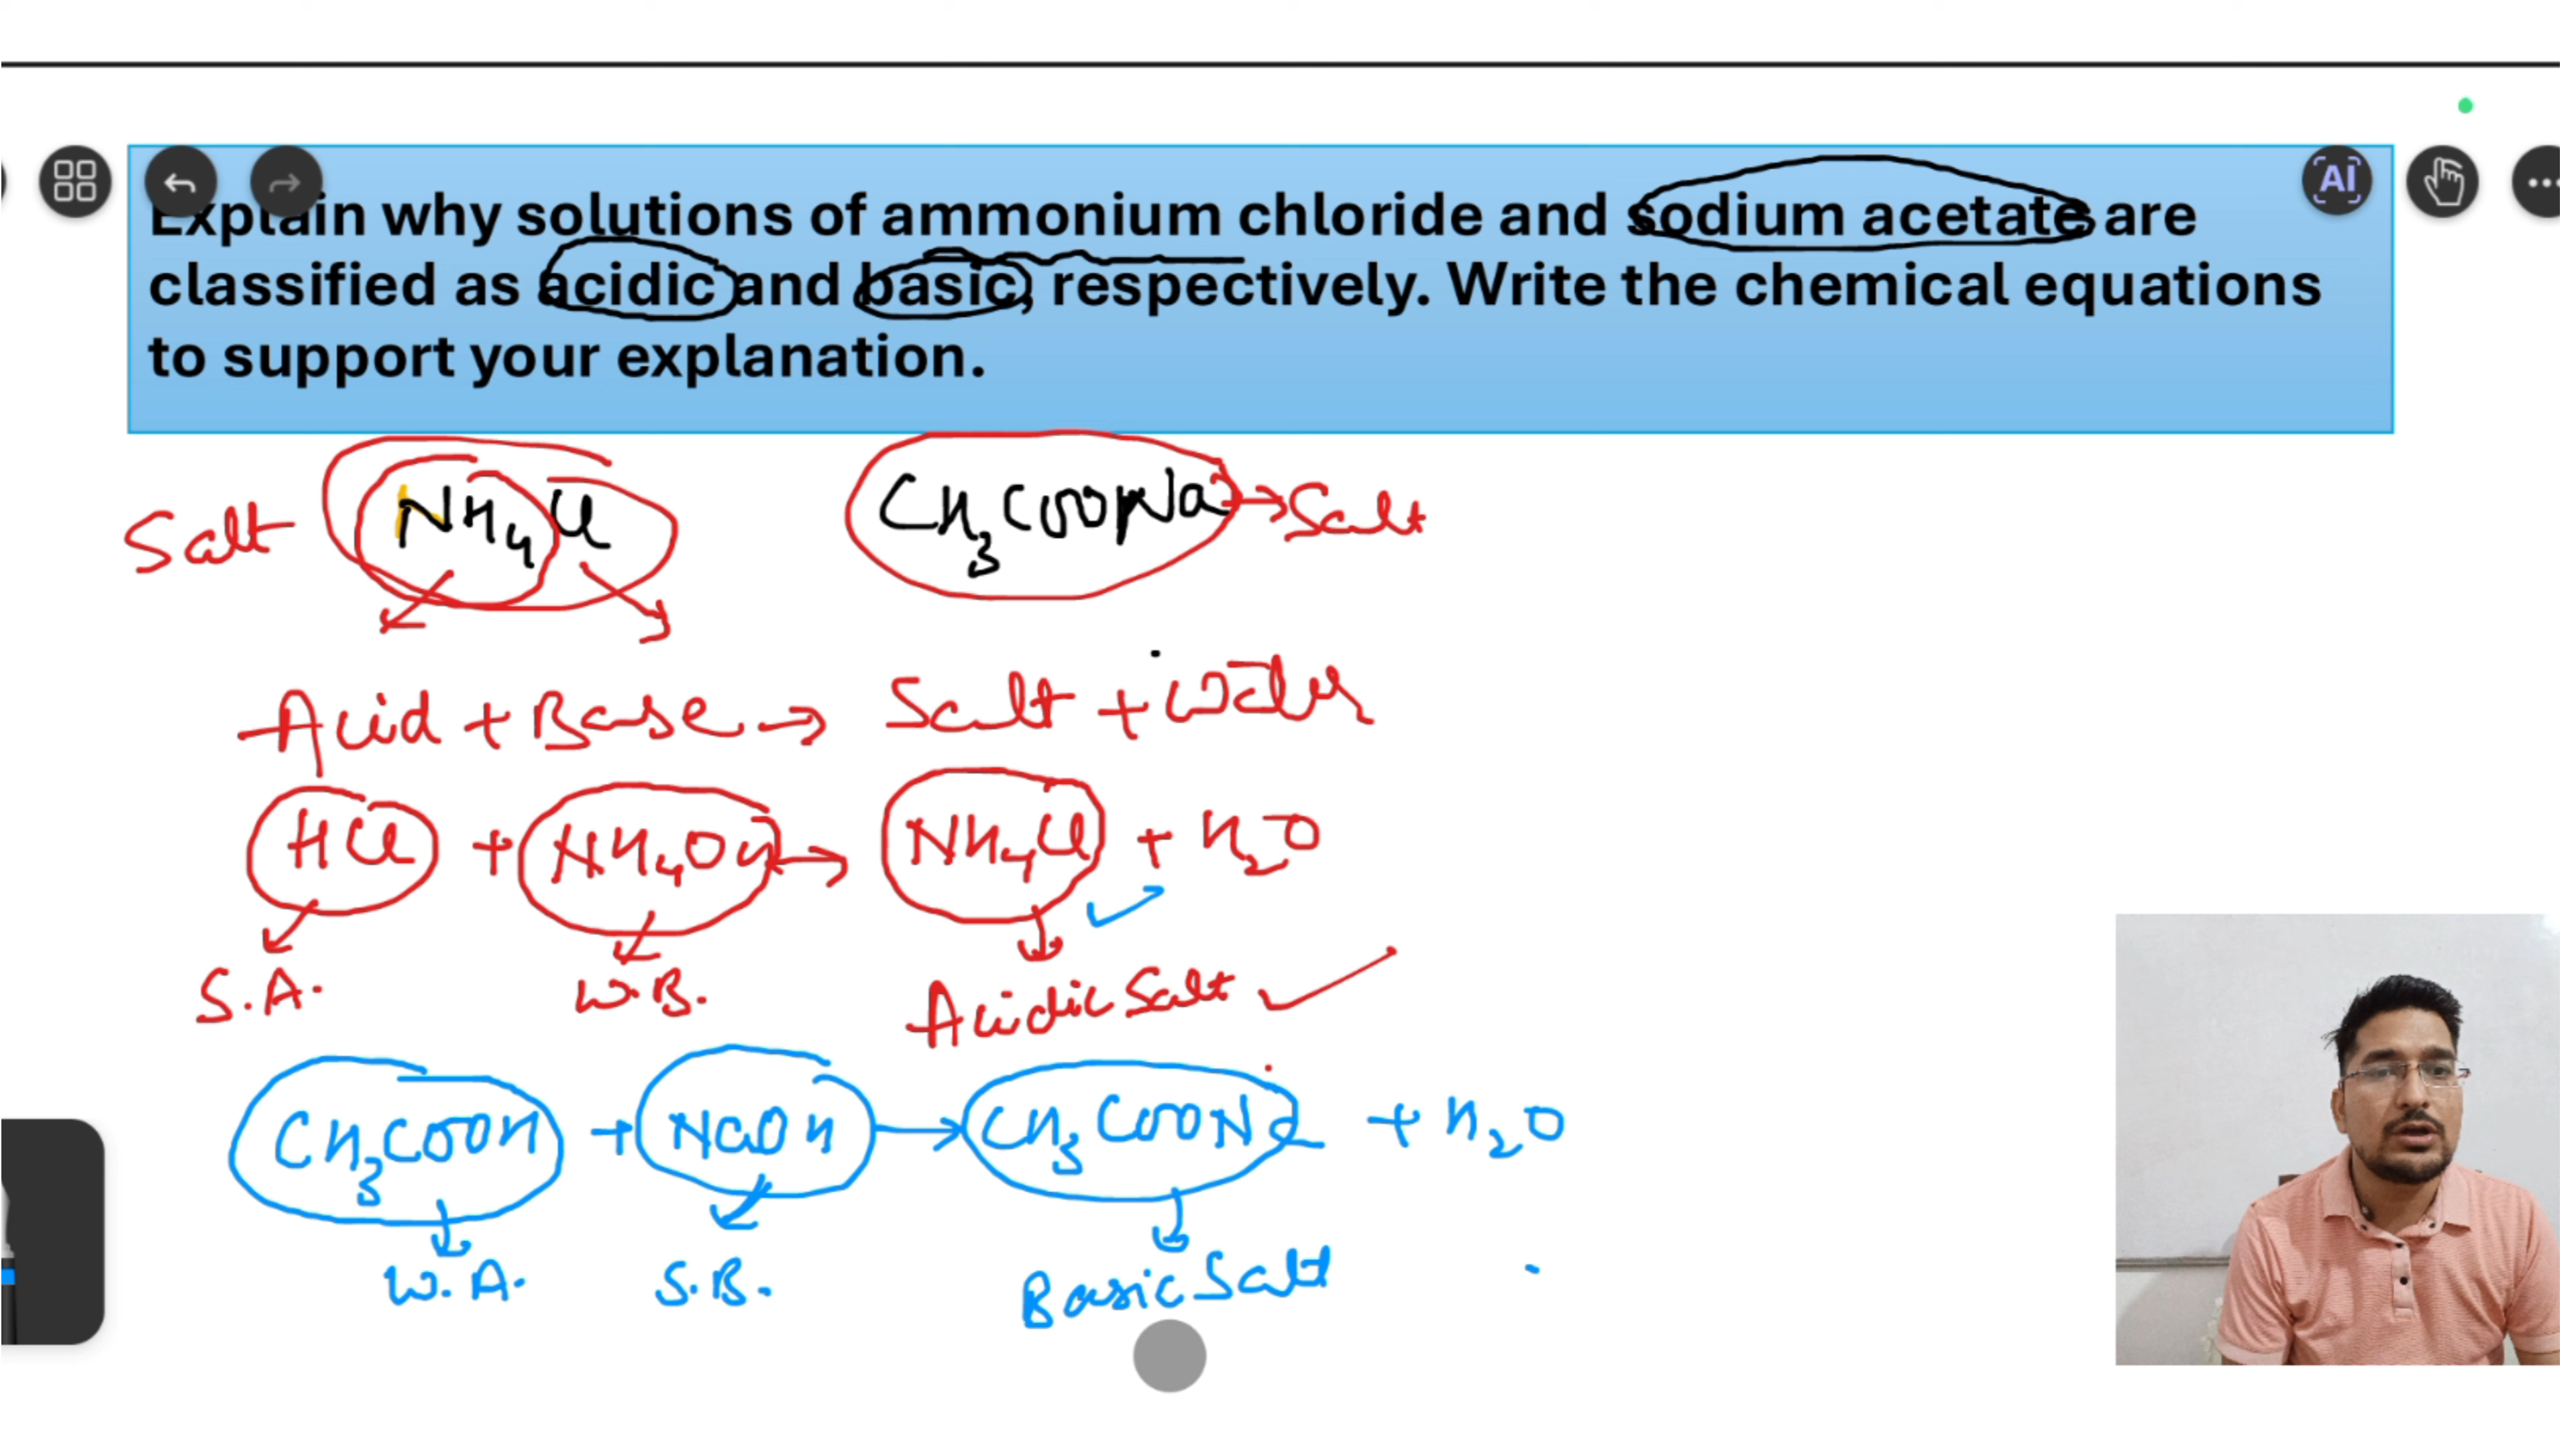 AI
Explain why solutions of ammonium chloride and sodium acetate are
classified as acidic and basic, respectively. Write the chemical equations
to support your explanation.
Salt NH4Cl CH3COONa → Salt
Acid + Base → Salt + Water
HCl + NH4OH → NH4Cl + H2O
S.A. W.B. Acidic Salt
CH3COOH + NaOH → CH3COONa + H2O
W.A. S.B. Basic Salt